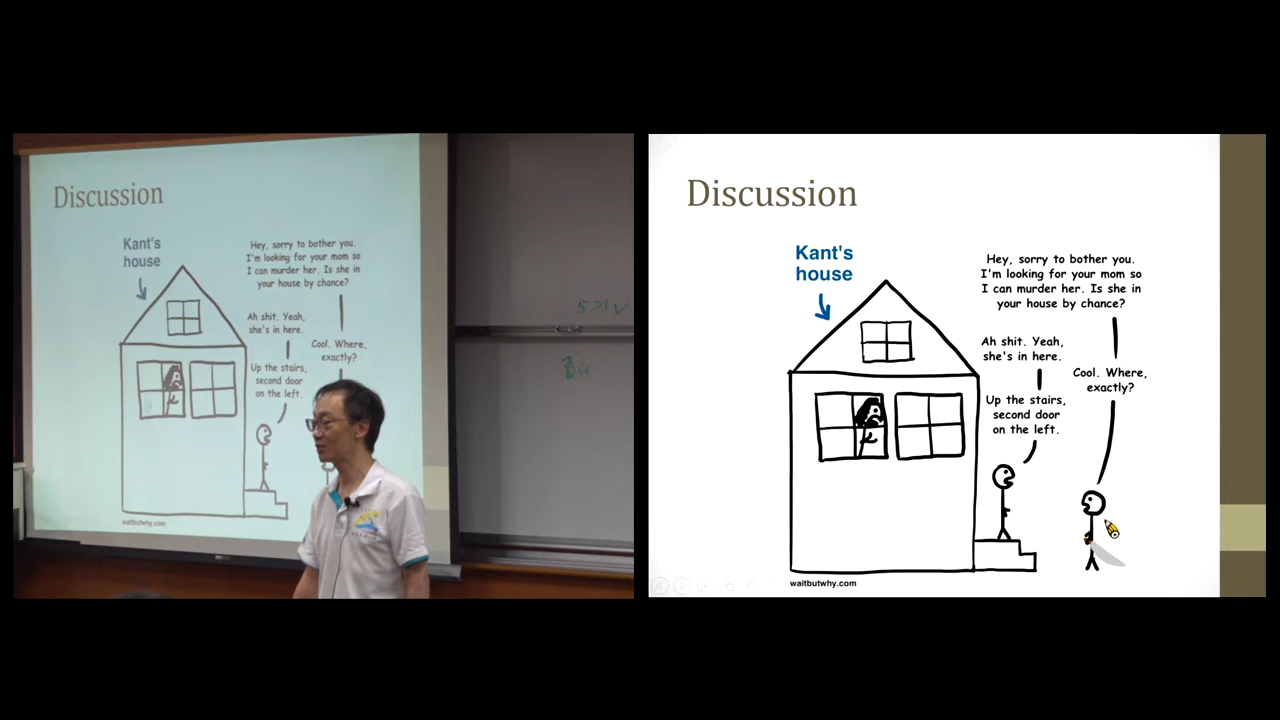 Discussion
Kant's
house
Hey, sorry to bother you.
I'm looking for your mom so
I can murder her. Is she in
your house by chance?
Ah shit. Yeah,
she's in here.
Cool. Where,
exactly?
Up the stairs,
second door
on the left.
waitbutwhy.com
Discussion
Kant's
house
Hey, sorry to bother you.
I'm looking for your mom so
I can murder her. Is she in
your house by chance?
Ah shit. Yeah,
she's in here.
Cool. Where,
exactly?
Up the stairs,
second door
on the left.
waitbutwhy.com